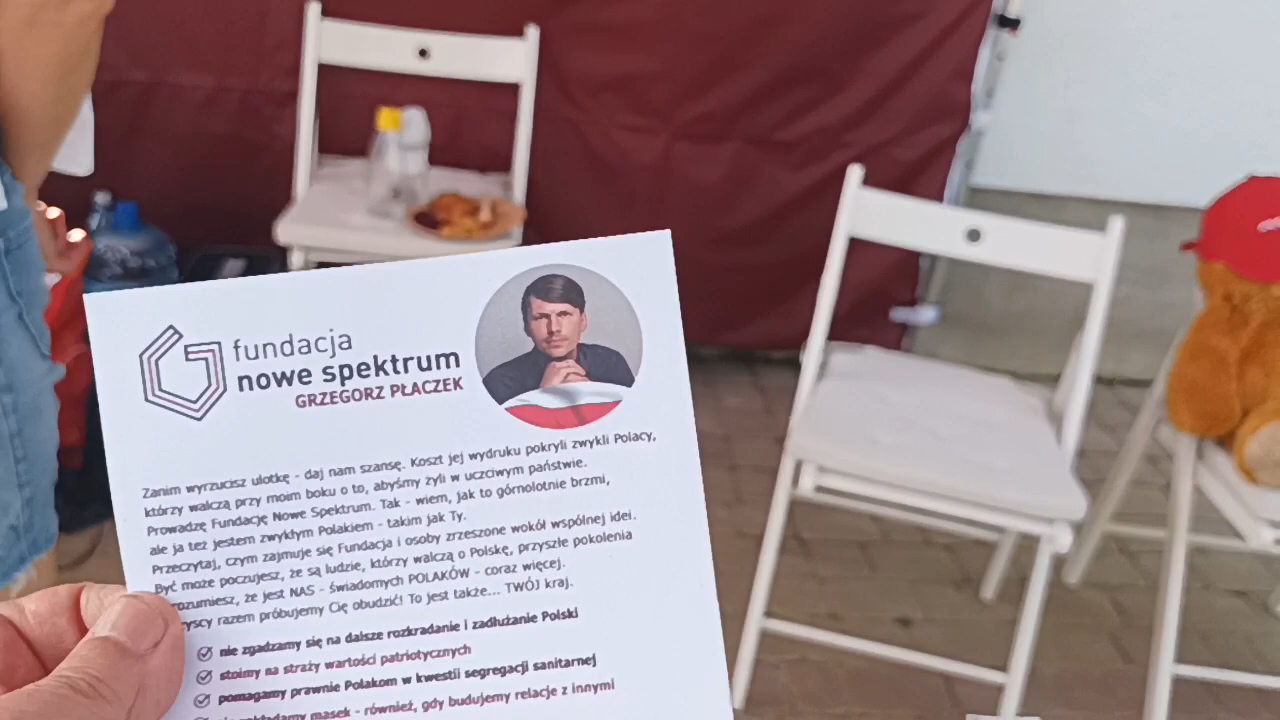 fundacja
nowe spektrum
GRZEGORZ PŁACZEK
Zanim wyrzucisz ulotkę - daj nam szansę. Koszt jej wydruku pokryli zwykli Polacy,
którzy walczą przy moim boku o to, abyśmy żyli w uczciwym państwie.
Prowadzę Fundację Nowe Spektrum. Tak - wiem, jak to górnolotnie brzmi,
ale ja też jestem zwykłym Polakiem - takim jak Ty.
Przeczytaj, czym zajmuje się Fundacja i osoby zrzeszone wokół wspólnej idei.
Być może poczujesz, że są ludzie, którzy walczą o Polskę, przyszłe pokolenia
rozumiesz, że jest NAS - świadomych POLAKÓW - coraz więcej.
yscy razem próbujemy Cię obudzić! To jest także... TWÓJ kraj.
nie zgadzamy się na dalsze rozkradanie i zadłużanie Polski
stoimy na straży wartości patriotycznych
pomagamy prawnie Polakom w kwestii segregacji sanitarnej
masek - również, gdy budujemy relacje z innymi